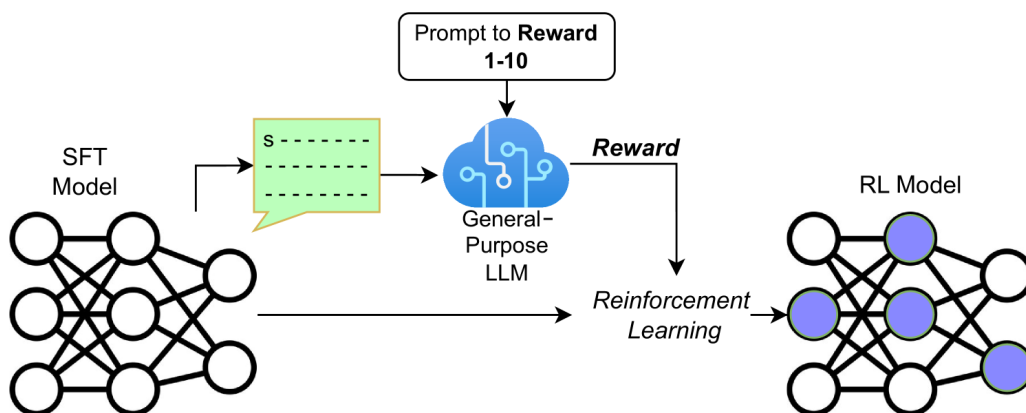 Prompt to Reward
1-10
SFT
Model
s - - - - - - - - -
- - - - - - - - - -
- - - - - - - - - -
General-
Purpose
LLM
Reward
Reinforcement
Learning
RL Model